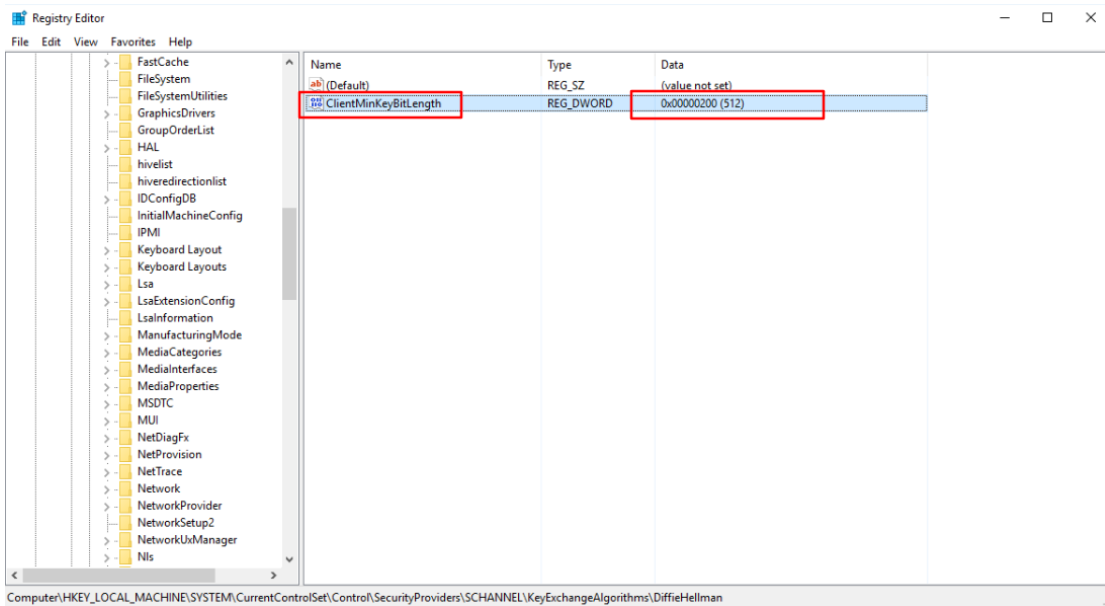 Registry Editor
File Edit View Favorites Help
FastCache
FileSystem
FileSystemUtilities
GraphicsDrivers
GroupOrderList
HAL
hivelist
hiveredirectionlist
IDConfigDB
InitialMachineConfig
IPMI
Keyboard Layout
Keyboard Layouts
Lsa
LsaExtensionConfig
LsaInformation
ManufacturingMode
MediaCategories
MediaInterfaces
MediaProperties
MSDTC
MUI
NetDiagFx
NetProvision
NetTrace
Network
NetworkProvider
NetworkSetup2
NetworkUxManager
Nls
Name Type Data
(Default) REG_SZ (value not set)
ClientMinKeyBitLength REG_DWORD 0x00000200 (512)
Computer\HKEY_LOCAL_MACHINE\SYSTEM\CurrentControlSet\Control\SecurityProviders\SCHANNEL\KeyExchangeAlgorithms\DiffieHellman